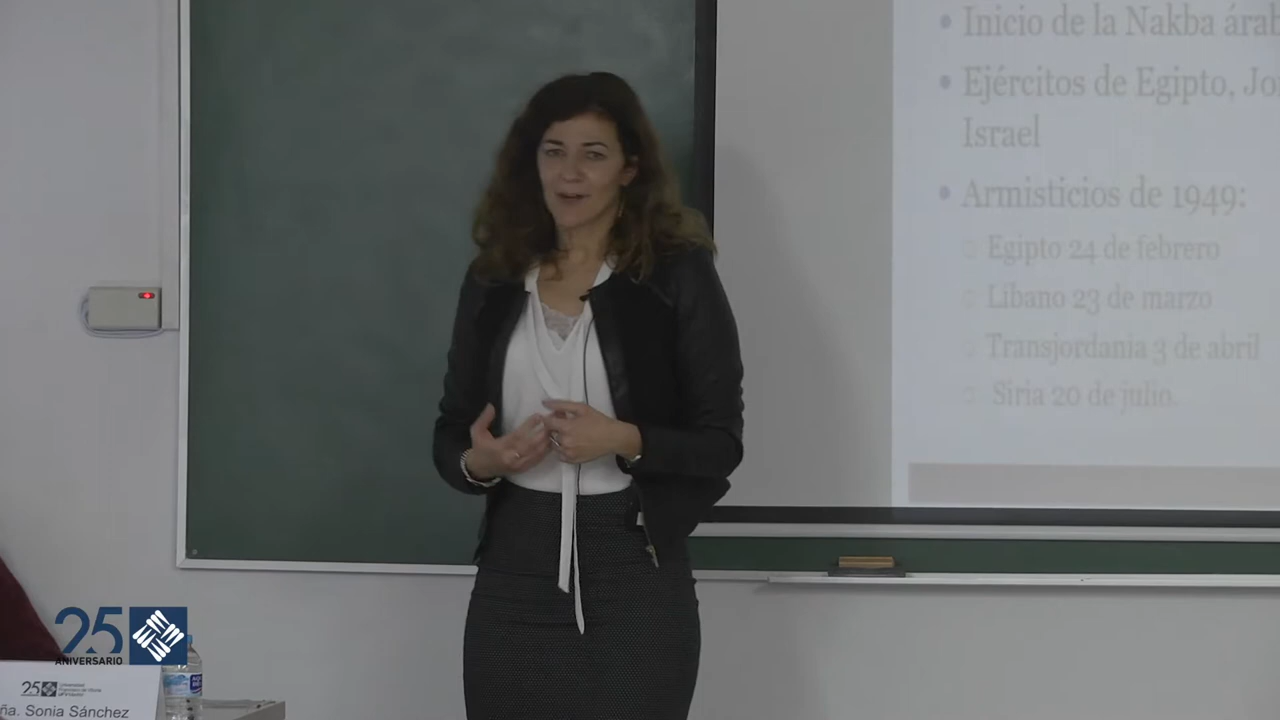 Inicio de la Nakba árab
Ejércitos de Egipto, Jo
Israel
Armisticios de 1949:
Egipto 24 de febrero
Líbano 23 de marzo
Transjordania 3 de abril
Siria 20 de julio.
25
ANIVERSARIO
25
ña. Sonia Sánchez